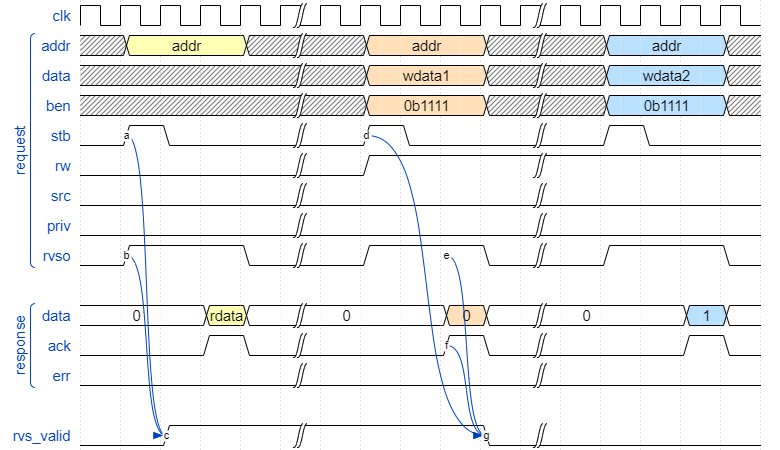 clk
request
addr addr addr addr
data wdata1 wdata2
ben 0b1111 0b1111
stb a d
rw
src
priv
rvso b e
response
data 0 rdata 0 0 0 1
ack f
err
rvs_valid c g